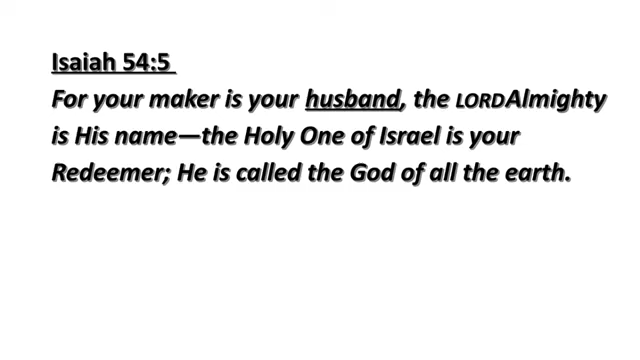 Isaiah 54:5
For your maker is your husband, the LORDAlmighty
is His name—the Holy One of Israel is your
Redeemer; He is called the God of all the earth.